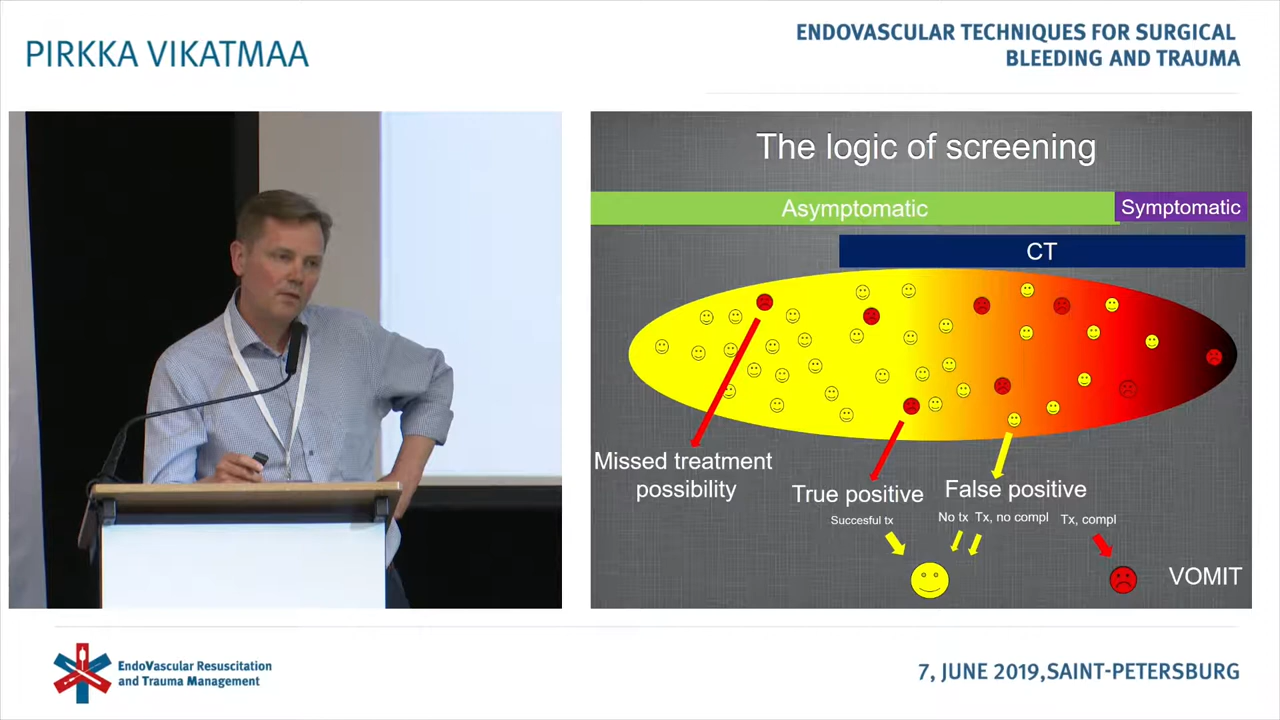 PIRKKA VIKATMAA
ENDOVASCULAR TECHNIQUES FOR SURGICAL
BLEEDING AND TRAUMA
The logic of screening
Asymptomatic
Symptomatic
CT
Missed treatment
possibility
True positive
False positive
Succesful tx
No tx Tx, no compl Tx, compl
VOMIT
EndoVascular Resuscitation
and Trauma Management
7, JUNE 2019,SAINT-PETERSBURG